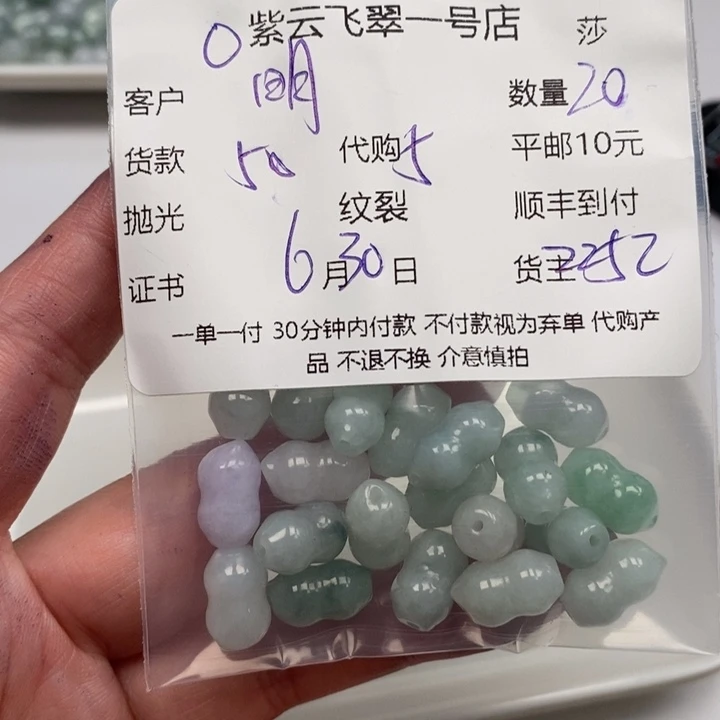 紫云飞翠一号店 莎
客户 明 数量 20
货款 50 代购 5 平邮10元
抛光 纹裂 顺丰到付
证书 6月30日 货主
一单一付 30分钟内付款 不付款视为弃单 代购产
品 不退不换 介意慎拍